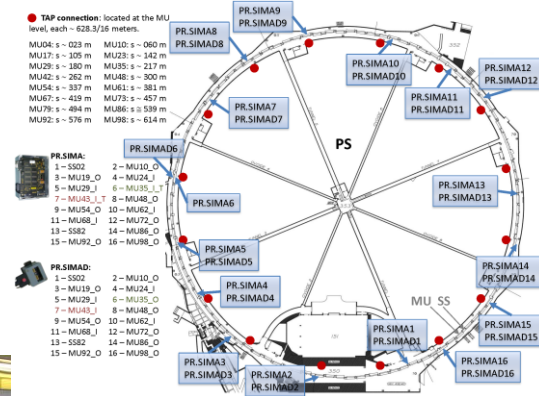 TAP connection: located at the MU
level, each ~ 628.3/16 meters.
MU04: s ~ 023 m MU10: s ~ 060 m
MU17: s ~ 105 m MU23: s ~ 142 m
MU29: s ~ 180 m MU35: s ~ 217 m
MU42: s ~ 262 m MU48: s ~ 300 m
MU54: s ~ 337 m MU61: s ~ 381 m
MU67: s ~ 419 m MU73: s ~ 457 m
MU79: s ~ 494 m MU86: s ~ 539 m
MU92: s ~ 576 m MU98: s ~ 614 m
PR.SIMA:
1 – SS02 2 – MU10_O
3 – MU19_O 4 – MU24_I
5 – MU29_I 6 – MU35_I_T
7 – MU43_I_T 8 – MU48_O
9 – MU54_O 10 – MU62_I
11 – MU68_I 12 – MU72_O
13 – SS82 14 – MU86_O
15 – MU92_O 16 – MU98_O
PR.SIMAD:
1 – SS02 2 – MU10_O
3 – MU19_O 4 – MU24_I
5 – MU29_I 6 – MU35_O
7 – MU43_I 8 – MU48_O
9 – MU54_O 10 – MU62_I
11 – MU68_I 12 – MU72_O
13 – SS82 14 – MU86_O
15 – MU92_O 16 – MU98_O
PR.SIMA9
PR.SIMAD9
PR.SIMA8
PR.SIMAD8
PR.SIMA10
PR.SIMAD10
PR.SIMA12
PR.SIMAD12
PR.SIMA11
PR.SIMAD11
PR.SIMA7
PR.SIMAD7
PS
PR.SIMAD6
PR.SIMA6
PR.SIMA13
PR.SIMAD13
PR.SIMA5
PR.SIMAD5
PR.SIMA14
PR.SIMAD14
PR.SIMA4
PR.SIMAD4
MU SS
PR.SIMA15
PR.SIMAD15
PR.SIMA1
PR.SIMAD1
PR.SIMA3
PR.SIMAD3
PR.SIMA2
PR.SIMAD2
PR.SIMA16
PR.SIMAD16